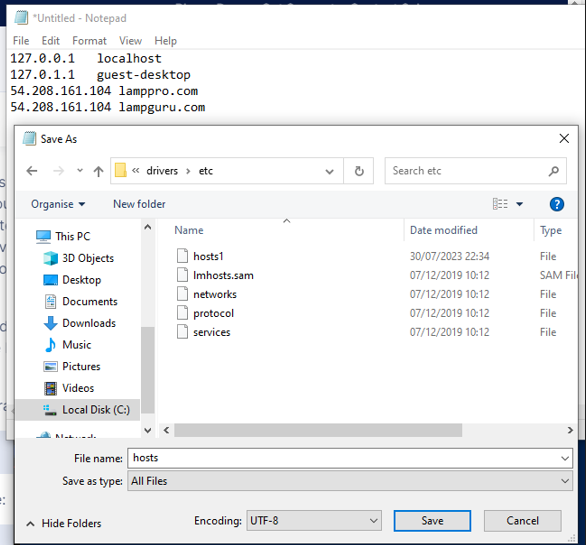 *Untitled - Notepad
File Edit Format View Help
127.0.0.1 localhost
127.0.1.1 guest-desktop
54.208.161.104 lamppro.com
54.208.161.104 lampguru.com
Save As
« drivers › etc
Search etc
Organise
New folder
This PC
3D Objects
Desktop
Documents
Downloads
Music
Pictures
Videos
Local Disk (C:)
Name Date modified Type
hosts1 30/07/2023 22:34 File
lmhosts.sam 07/12/2019 10:12 SAM File
networks 07/12/2019 10:12 File
protocol 07/12/2019 10:12 File
services 07/12/2019 10:12 File
File name: hosts
Save as type: All Files
Hide Folders
Encoding: UTF-8
Save
Cancel